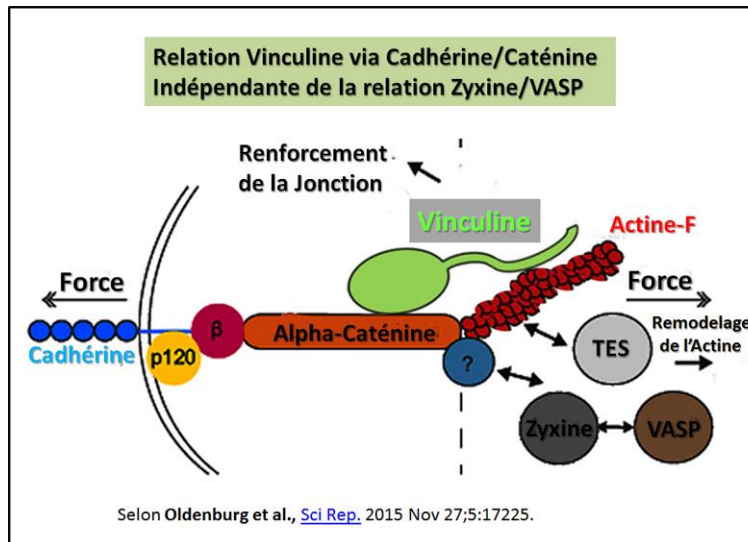 Relation Vinculine via Cadhérine/Caténine
Indépendante de la relation Zyxine/VASP
Renforcement
de la Jonction
Vinculine
Actine-F
Force
Force
β
Alpha-Caténine
Cadhérine
p120
?
TES
Remodelage
de l'Actine
Zyxine
VASP
Selon Oldenburg et al., Sci Rep. 2015 Nov 27;5:17225.